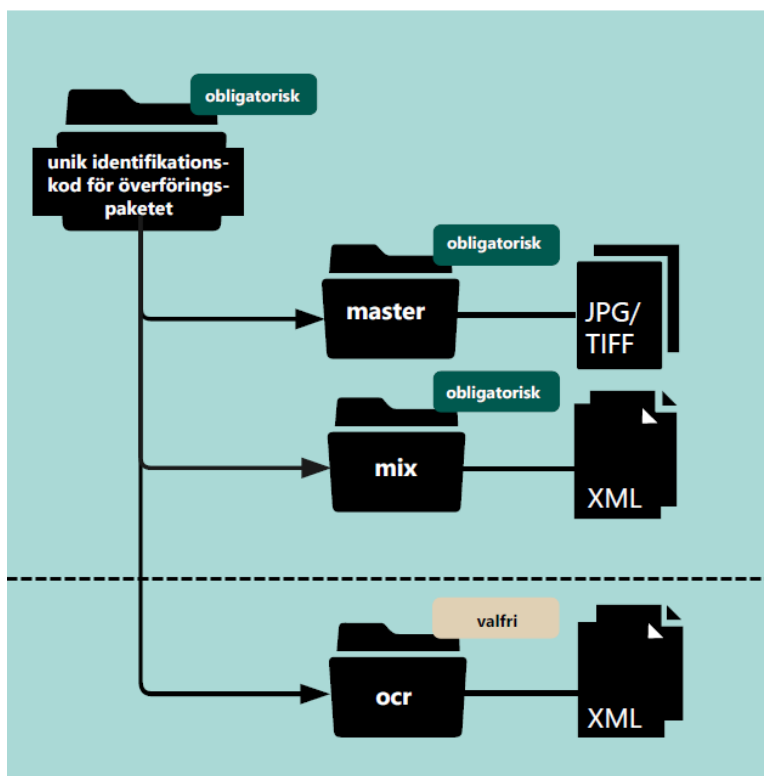 obligatorisk
unik identifikations-
kod för överförings-
paketet
obligatorisk
master
JPG/
TIFF
obligatorisk
mix
XML
valfri
ocr
XML